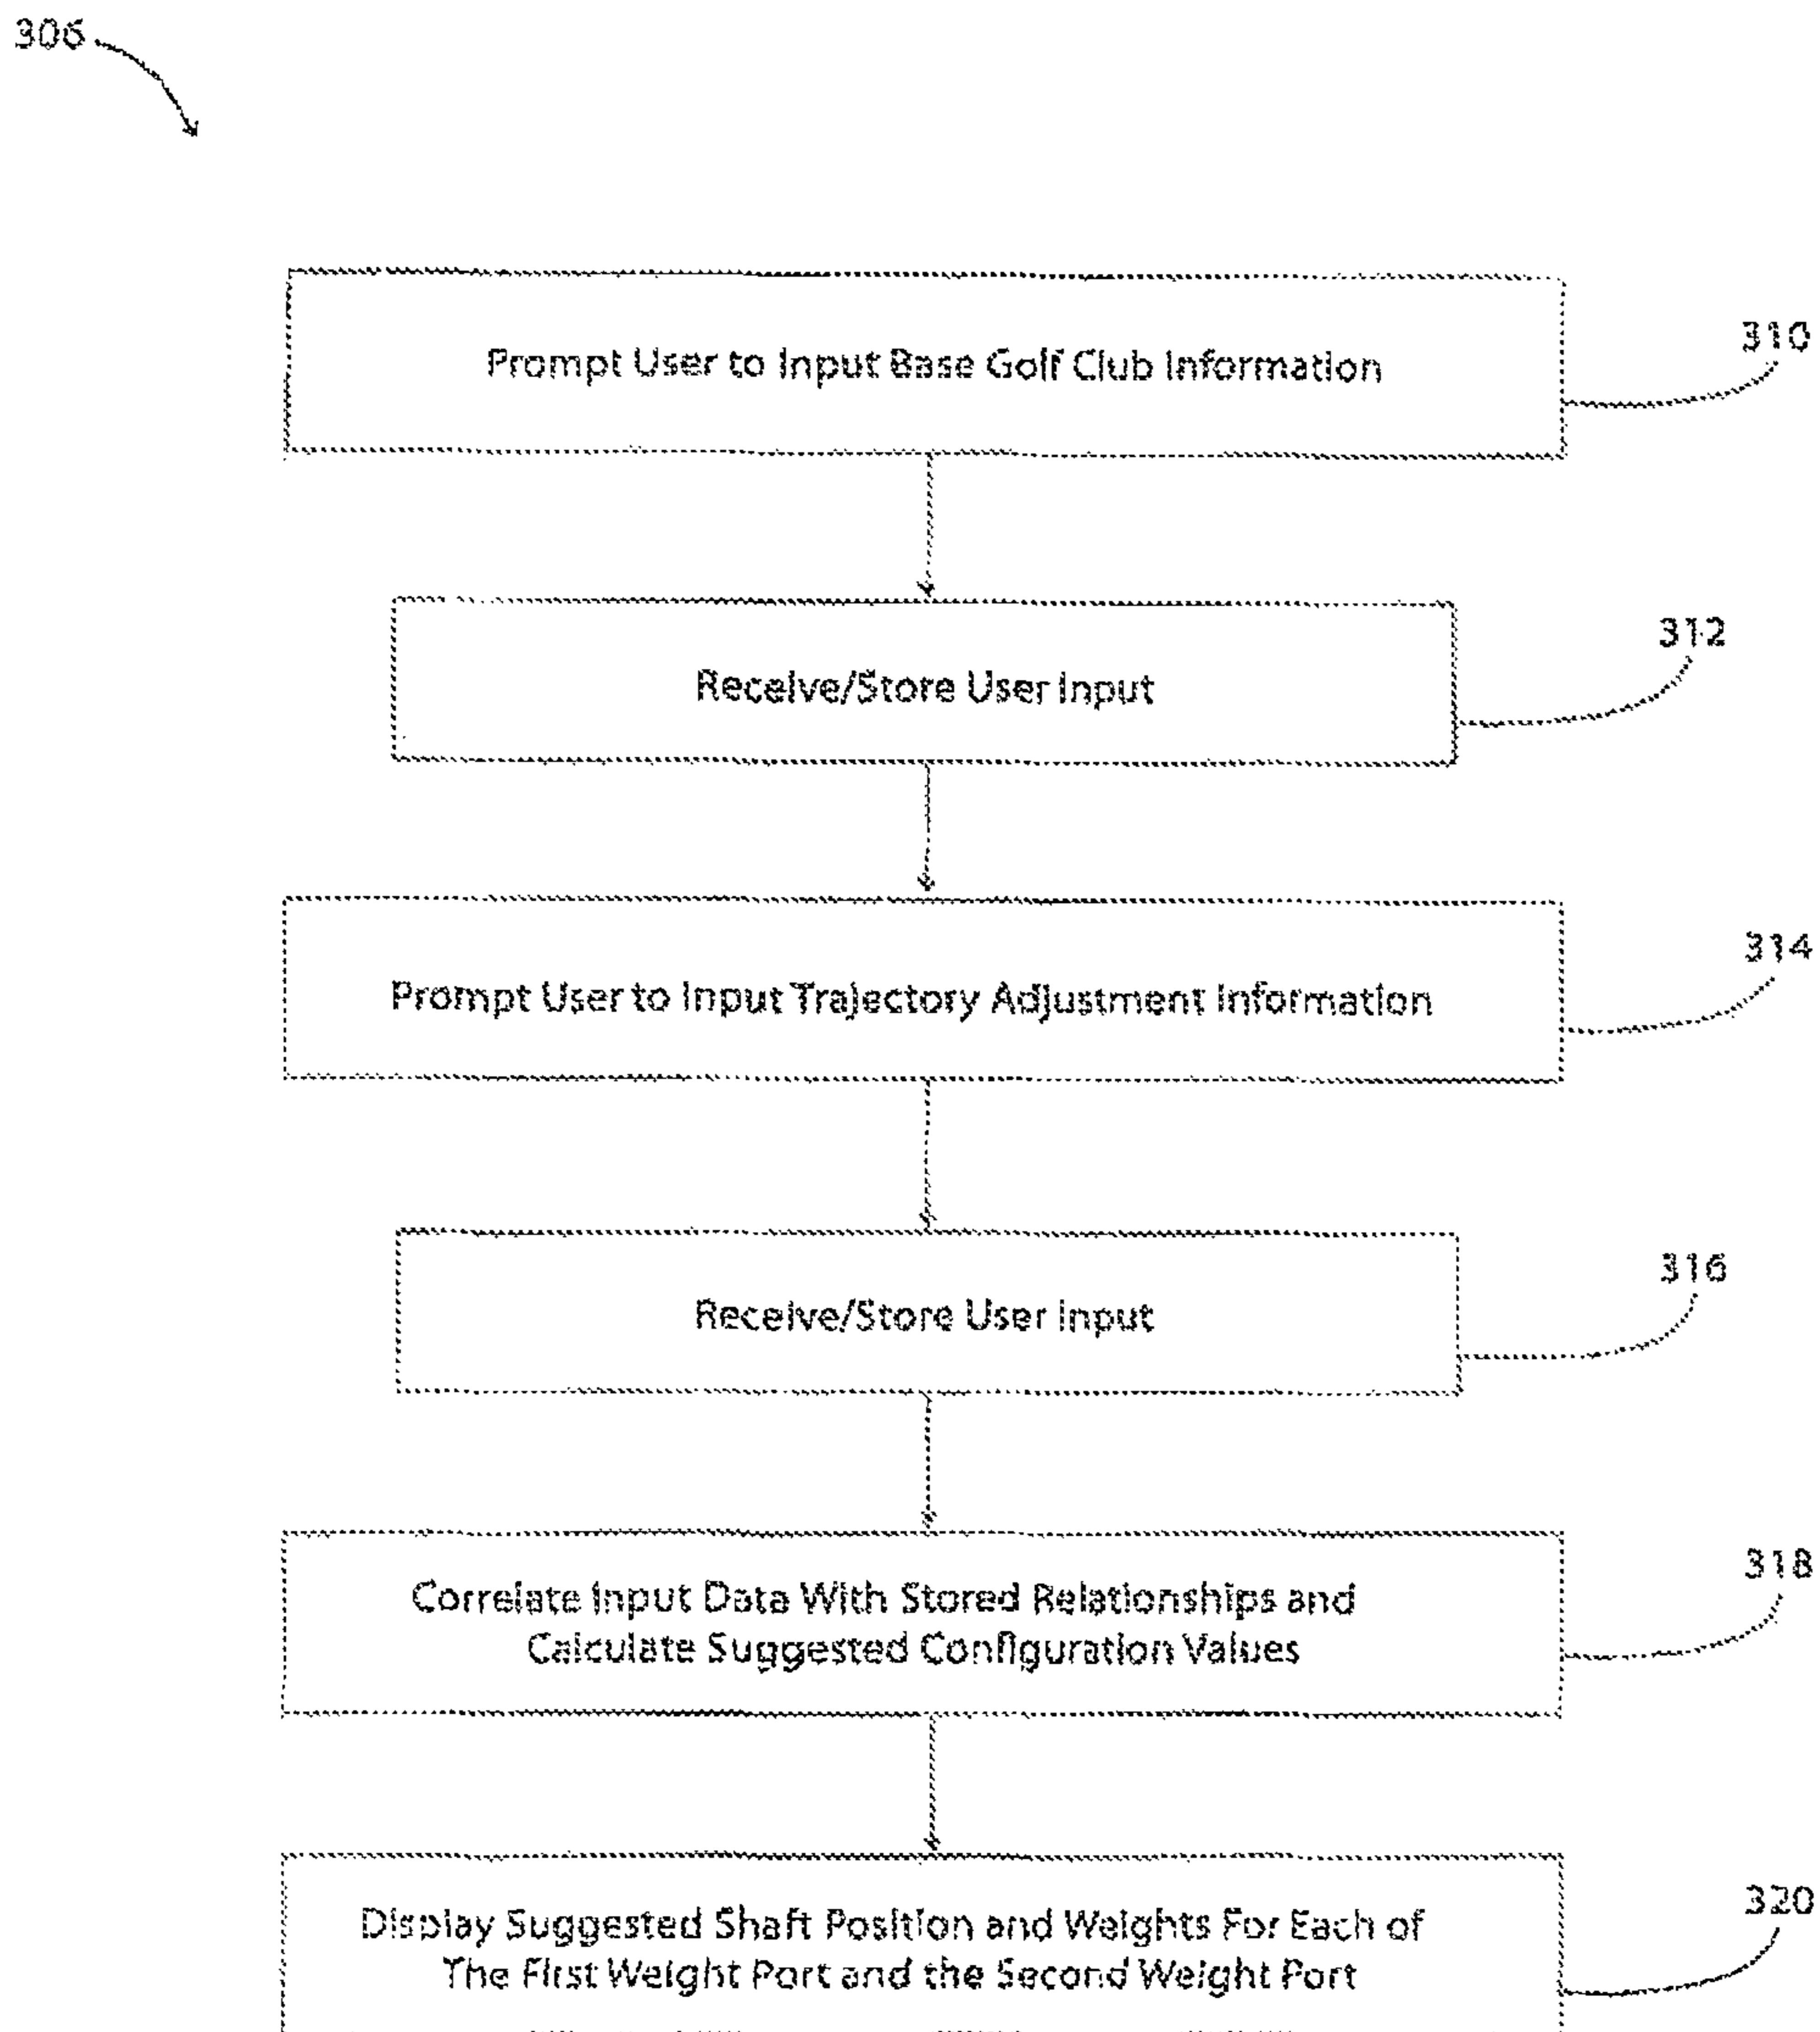 306
Prompt User to Input Base Golf Club Information
310
Receive/Store User Input
312
Prompt User to Input Trajectory Adjustment Information
314
Receive/Store User Input
316
Correlate Input Data With Stored Relationships and
Calculate Suggested Configuration Values
318
Display Suggested Shaft Position and Weights For Each of
The First Weight Port and the Second Weight Port
320